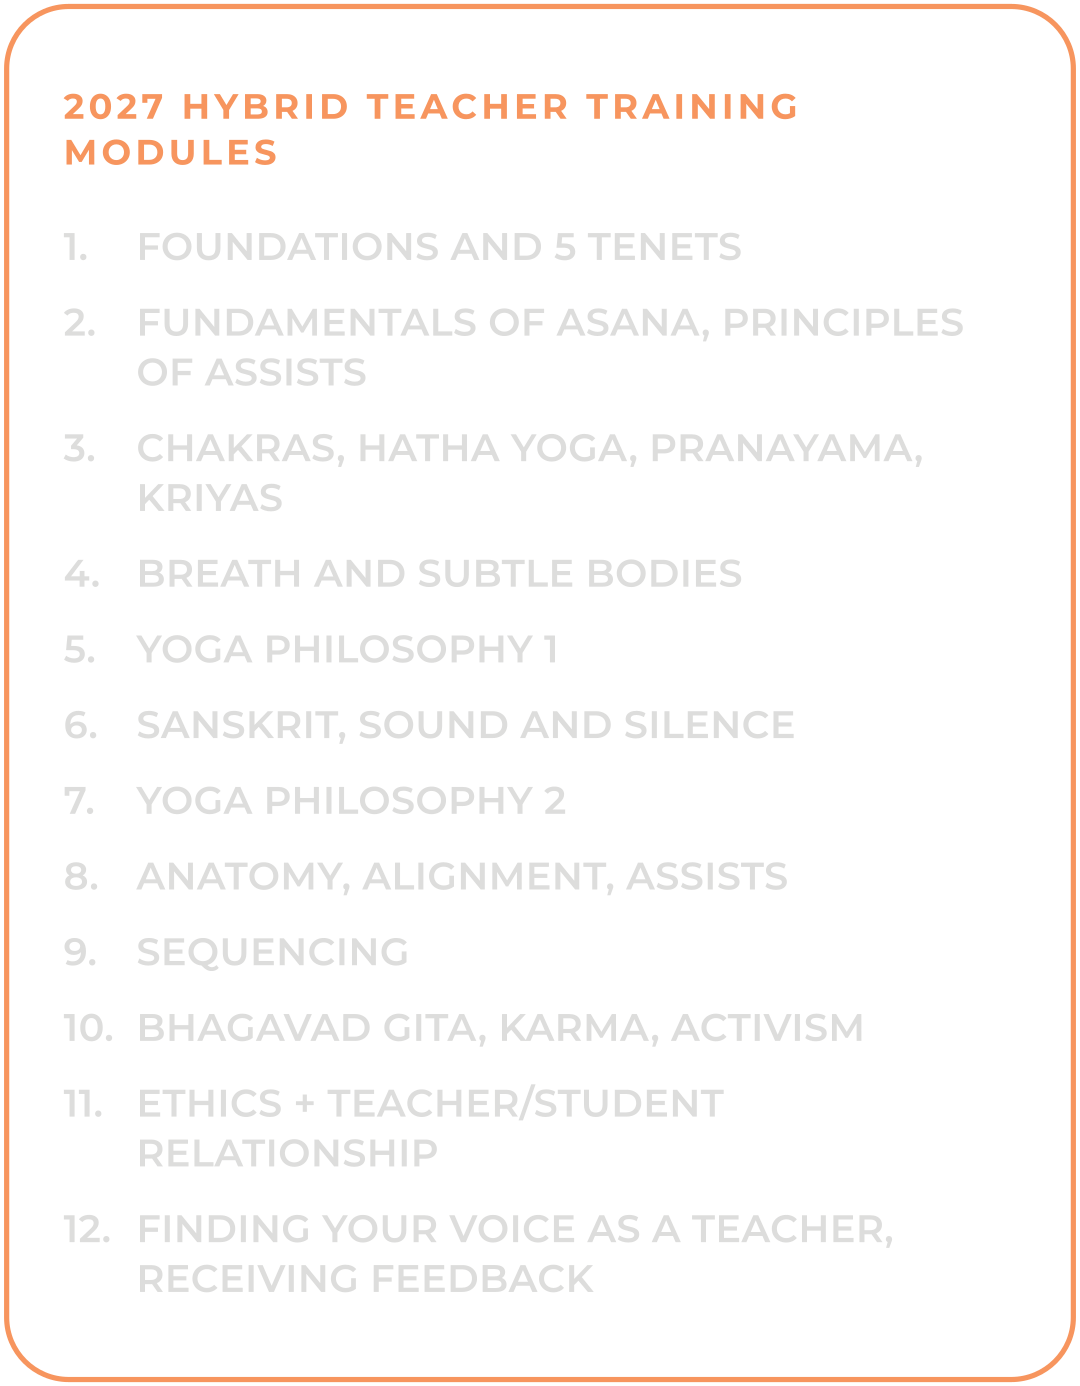 2027 HYBRID TEACHER TRAINING
MODULES
1. FOUNDATIONS AND 5 TENETS
2. FUNDAMENTALS OF ASANA, PRINCIPLES
OF ASSISTS
3. CHAKRAS, HATHA YOGA, PRANAYAMA,
KRIYAS
4. BREATH AND SUBTLE BODIES
5. YOGA PHILOSOPHY 1
6. SANSKRIT, SOUND AND SILENCE
7. YOGA PHILOSOPHY 2
8. ANATOMY, ALIGNMENT, ASSISTS
9. SEQUENCING
10. BHAGAVAD GITA, KARMA, ACTIVISM
11. ETHICS + TEACHER/STUDENT
RELATIONSHIP
12. FINDING YOUR VOICE AS A TEACHER,
RECEIVING FEEDBACK